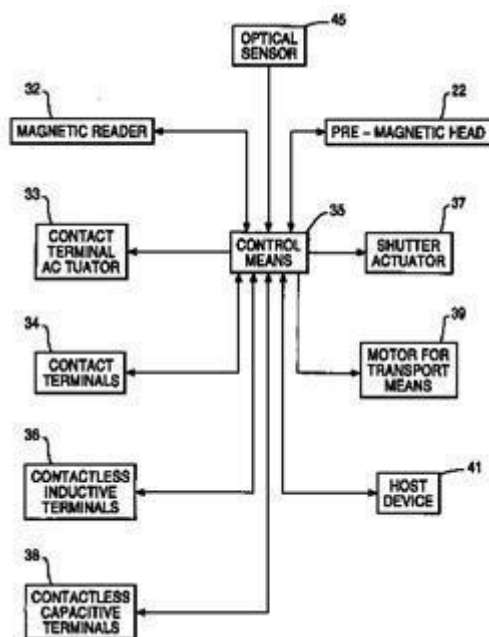 45
OPTICAL
SENSOR
32
MAGNETIC READER
22
PRE - MAGNETIC HEAD
33
CONTACT
TERMINAL
AC TUATOR
35
CONTROL
MEANS
37
SHUTTER
ACTUATOR
34
CONTACT
TERMINALS
39
MOTOR FOR
TRANSPORT
MEANS
36
CONTACTLESS
INDUCTIVE
TERMINALS
41
HOST
DEVICE
38
CONTACTLESS
CAPACITIVE
TERMINALS